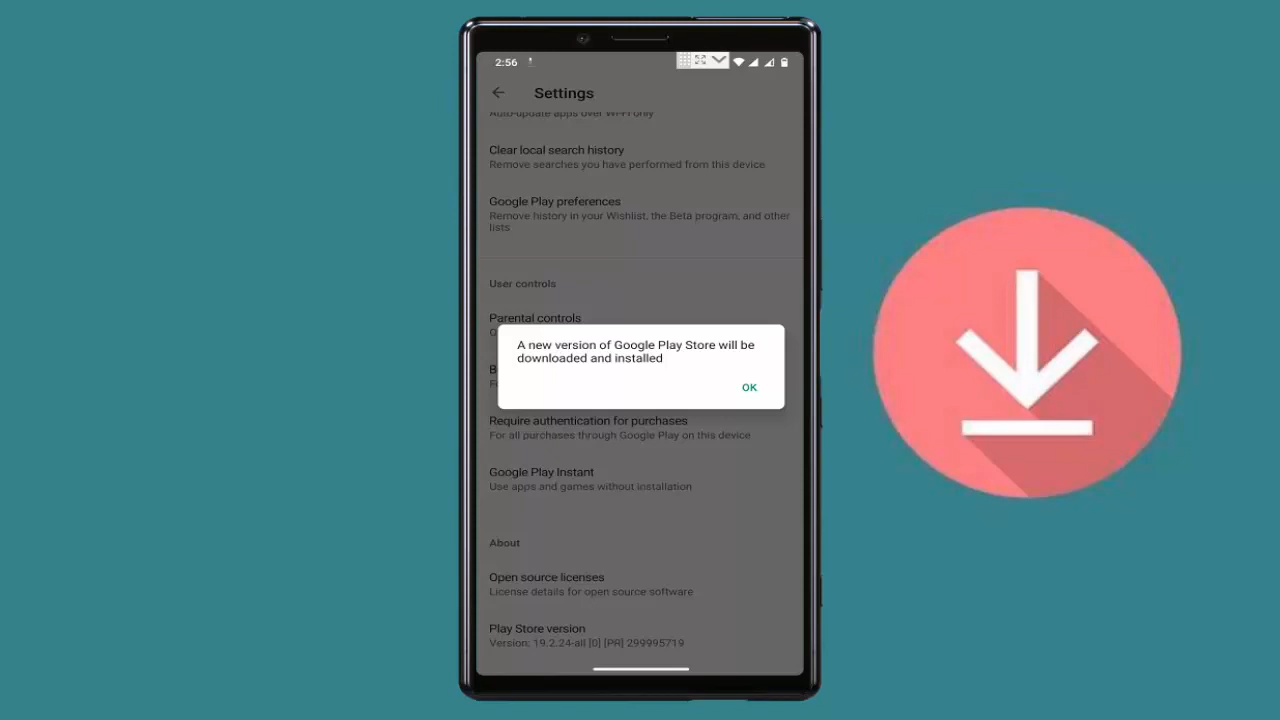 2:56
Settings
Auto-update apps over Wi-Fi only
Clear local search history
Remove searches you have performed from this device.
Google Play preferences
Remove history in your Wishlist, the Beta program, and other
lists
User controls
Parental controls
A new version of Google Play Store will be
downloaded and installed
OK
Require authentication for purchases
For all purchases through Google Play on this device
Google Play Instant
Use apps and games without installation
About
Open source licenses
License details for open source software
Play Store version
Version: 19.2.24-all [0] [PR] 299995719